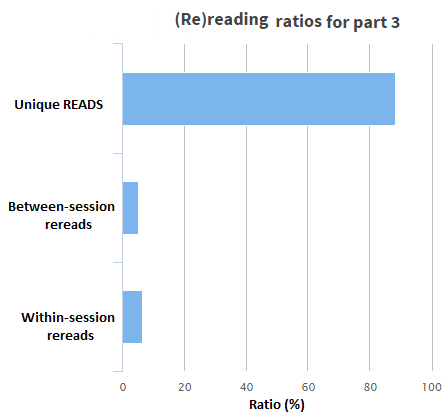 (Re)reading ratios for part 3
Unique READS
Between-session
rereads
Within-session
rereads
0 20 40 60 80 100
Ratio (%)